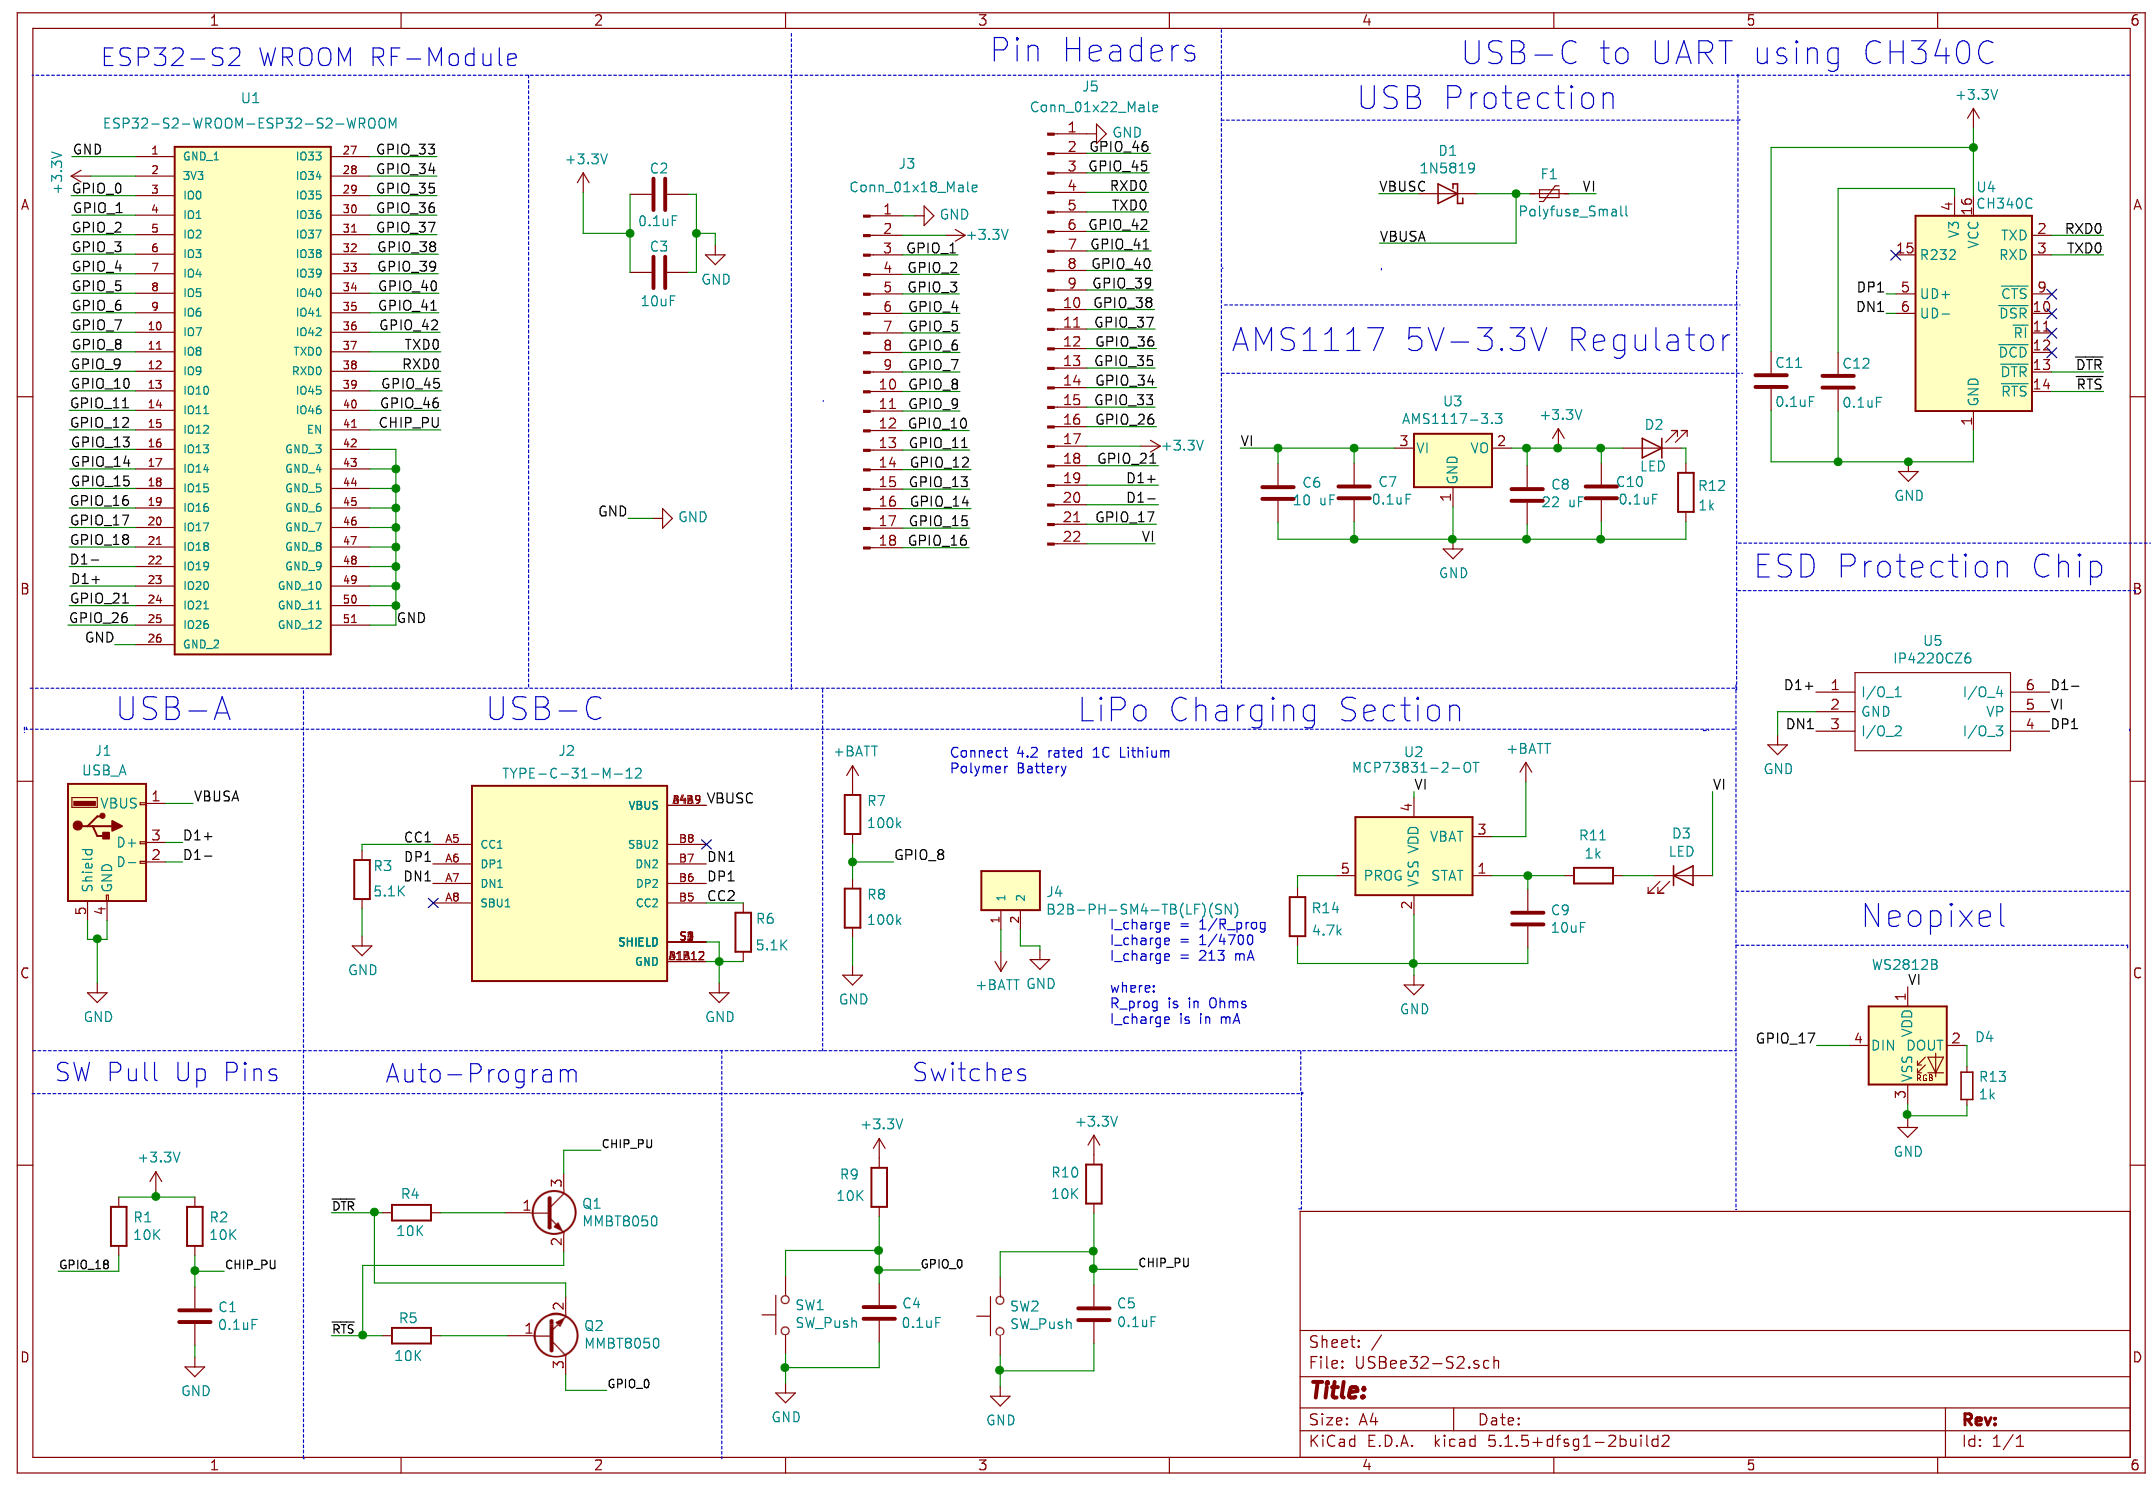 1 2 3 4 5 6
ESP32-S2 WROOM RF-Module
Pin Headers
USB-C to UART using CH340C
USB Protection
A
B
C
D
U1
ESP32-S2-WROOM-ESP32-S2-WROOM
GND 1 GND_1
+3.3V 2 3V3
GPIO_0 3 IO0
GPIO_1 4 IO1
GPIO_2 5 IO2
GPIO_3 6 IO3
GPIO_4 7 IO4
GPIO_5 8 IO5
GPIO_6 9 IO6
GPIO_7 10 IO7
GPIO_8 11 IO8
GPIO_9 12 IO9
GPIO_10 13 IO10
GPIO_11 14 IO11
GPIO_12 15 IO12
GPIO_13 16 IO13
GPIO_14 17 IO14
GPIO_15 18 IO15
GPIO_16 19 IO16
GPIO_17 20 IO17
GPIO_18 21 IO18
D1- 22 IO19
D1+ 23 IO20
GPIO_21 24 IO21
GPIO_26 25 IO26
GND 26 GND_2
IO33 27 GPIO_33
IO34 28 GPIO_34
IO35 29 GPIO_35
IO36 30 GPIO_36
IO37 31 GPIO_37
IO38 32 GPIO_38
IO39 33 GPIO_39
IO40 34 GPIO_40
IO41 35 GPIO_41
IO42 36 GPIO_42
TXD0 37 TXD0
RXD0 38 RXD0
IO45 39 GPIO_45
IO46 40 GPIO_46
EN 41 CHIP_PU
GND_3 42
GND_4 43
GND_5 44
GND_6 45
GND_7 46
GND_8 47
GND_9 48
GND_10 49
GND_11 50
GND_12 51
GND
+3.3V
C2
0.1uF
C3
10uF
GND
GND GND
J3
Conn_01x18_Male
1 GND
2 +3.3V
3 GPIO_1
4 GPIO_2
5 GPIO_3
6 GPIO_4
7 GPIO_5
8 GPIO_6
9 GPIO_7
10 GPIO_8
11 GPIO_9
12 GPIO_10
13 GPIO_11
14 GPIO_12
15 GPIO_13
16 GPIO_14
17 GPIO_15
18 GPIO_16
J5
Conn_01x22_Male
1 GND
2 GPIO_46
3 GPIO_45
4 RXD0
5 TXD0
6 GPIO_42
7 GPIO_41
8 GPIO_40
9 GPIO_39
10 GPIO_38
11 GPIO_37
12 GPIO_36
13 GPIO_35
14 GPIO_34
15 GPIO_33
16 GPIO_26
17 +3.3V
18 GPIO_21
19 D1+
20 D1-
21 GPIO_17
22 VI
D1
1N5819
VBUSC
F1
VI
Polyfuse_Small
VBUSA
AMS1117 5V-3.3V Regulator
U3
AMS1117-3.3
VI
3 VI
VO 2
GND
1
+3.3V
D2
LED
C6
10 uF
C7
0.1uF
C8
22 uF
C10
0.1uF
R12
1k
GND
+3.3V
U4
CH340C
4 V3
16 VCC
15 R232
TXD 2 RXD0
RXD 3 TXD0
DP1 5 UD+
DN1 6 UD-
CTS 9
DSR 10
RI 11
DCD 12
DTR 13 DTR
RTS 14 RTS
GND
1
C11
0.1uF
C12
0.1uF
GND
ESD Protection Chip
U5
IP4220CZ6
D1+ 1 I/O_1
2 GND
DN1 3 I/O_2
I/O_4 6 D1-
VP 5 VI
I/O_3 4 DP1
GND
USB-A
J1
USB_A
VBUS 1 VBUSA
D+ 3 D1+
D- 2 D1-
Shield
GND
5 4
GND
USB-C
J2
TYPE-C-31-M-12
VBUS VBUSC
CC1 A5 CC1
DP1 A6 DP1
DN1 A7 DN1
A8 SBU1
SBU2 B8
DN2 B7 DN1
DP2 B6 DP1
CC2 B5 CC2
SHIELD
GND
R3
5.1K
GND
R6
5.1K
GND
LiPo Charging Section
+BATT
R7
100k
GPIO_8
R8
100k
GND
Connect 4.2 rated 1C Lithium
Polymer Battery
1 2
J4
B2B-PH-SM4-TB(LF)(SN)
1 2
+BATT GND
I_charge = 1/R_prog
I_charge = 1/4700
I_charge = 213 mA
where:
R_prog is in Ohms
I_charge is in mA
U2
MCP73831-2-OT
VI
4 VDD
VBAT 3
+BATT
5 PROG
VSS
2
STAT 1
R14
4.7k
R11
1k
D3
LED
VI
C9
10uF
GND
Neopixel
WS2812B
VI
1 VDD
GPIO_17 4 DIN
DOUT 2
VSS
RGB
3
D4
R13
1k
GND
SW Pull Up Pins
+3.3V
R1
10K
R2
10K
GPIO_18
CHIP_PU
C1
0.1uF
GND
Auto-Program
CHIP_PU
DTR
R4
10K
1
3
2
Q1
MMBT8050
RTS
R5
10K
1
2
3
Q2
MMBT8050
GPIO_0
Switches
+3.3V
R9
10K
GPIO_0
SW1
SW_Push
C4
0.1uF
GND
+3.3V
R10
10K
CHIP_PU
SW2
SW_Push
C5
0.1uF
GND
Sheet: /
File: USBee32-S2.sch
Title:
Size: A4
Date:
Rev:
KiCad E.D.A. kicad 5.1.5+dfsg1-2build2
Id: 1/1
A
B
C
D
1 2 3 4 5 6